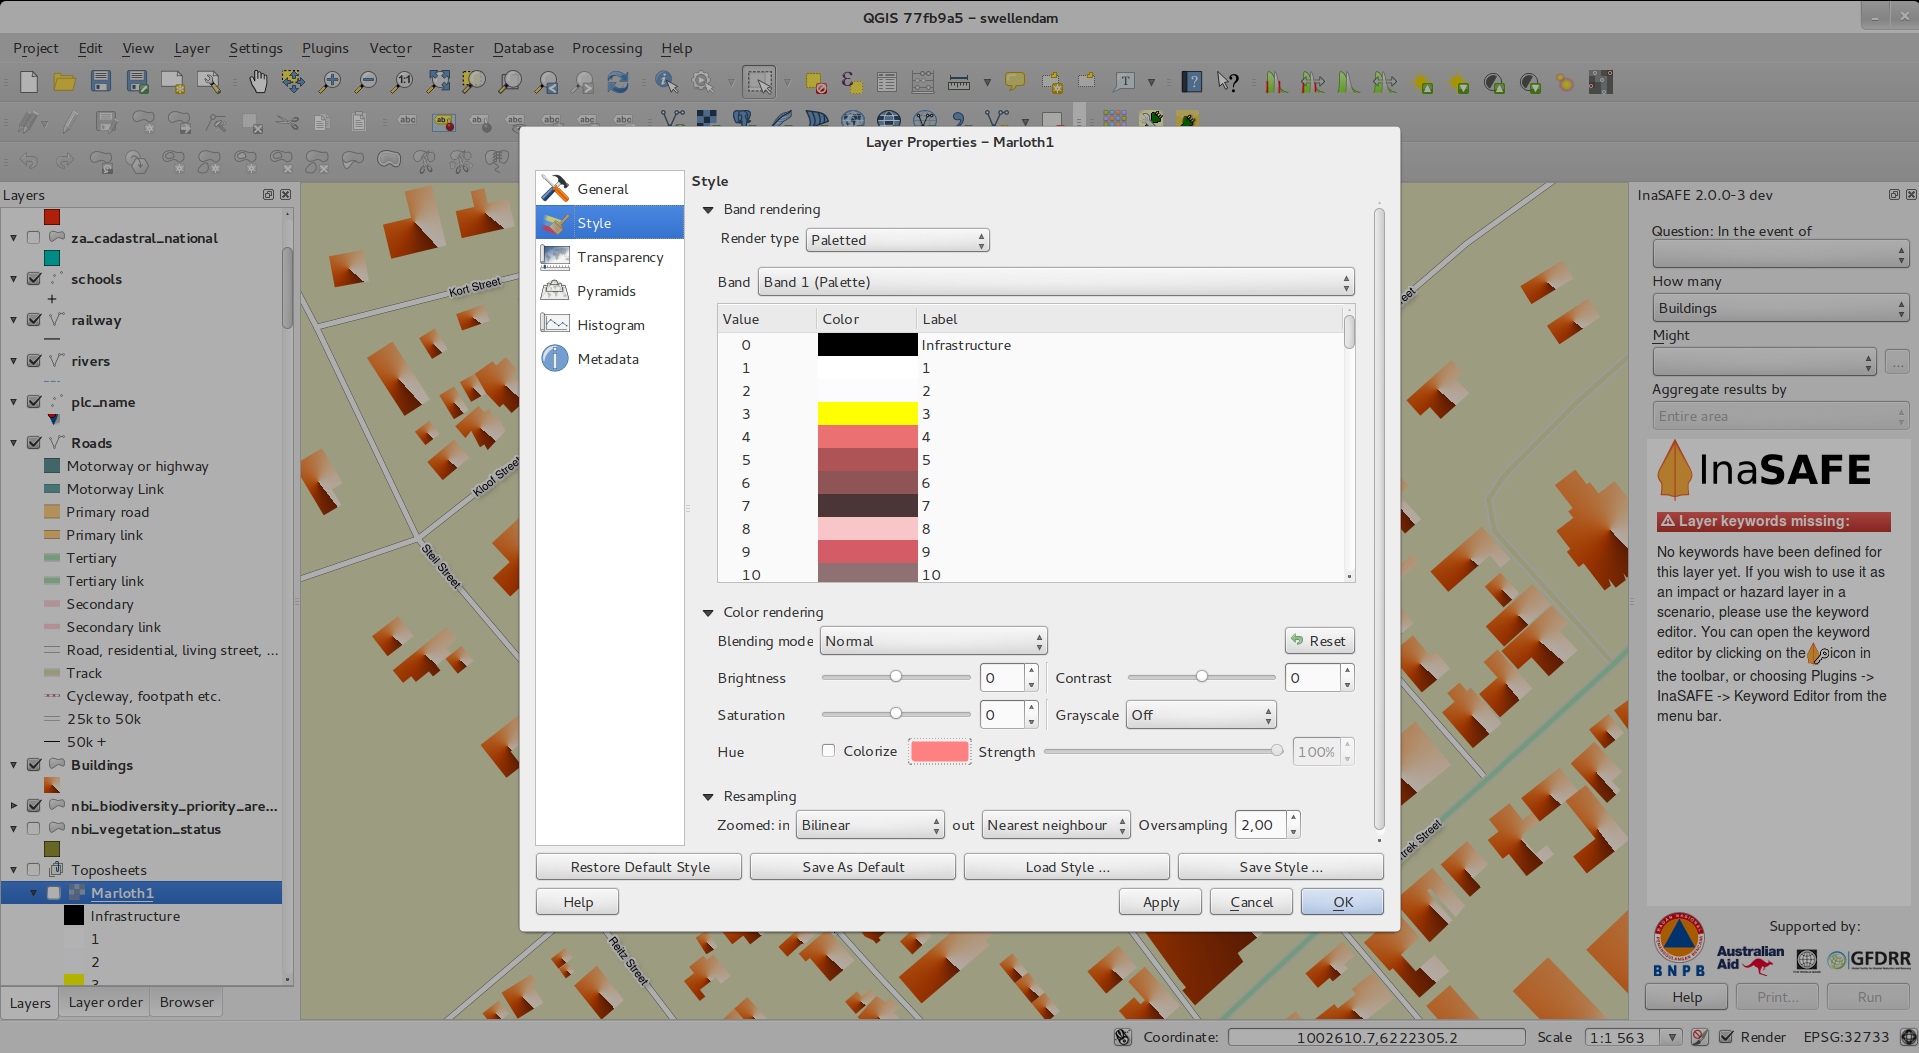 QGIS 77fb9a5 – swellendam
Project Edit View Layer Settings Plugins Vector Raster Database Processing Help
Layers
za_cadastral_national
schools
railway
rivers
plc_name
Roads
Motorway or highway
Motorway Link
Primary road
Primary link
Tertiary
Tertiary link
Secondary
Secondary link
Road, residential, living street, ...
Track
Cycleway, footpath etc.
25k to 50k
50k +
Buildings
nbi_biodiversity_priority_are...
nbi_vegetation_status
Toposheets
Marloth1
Infrastructure
1
2
3
Layers Layer order Browser
Kort Street
Kloof Street
Steil Street
Reitz Street
Layer Properties – Marloth1
General
Style
Transparency
Pyramids
Histogram
Metadata
Style
Band rendering
Render type Paletted
Band Band 1 (Palette)
Value Color Label
0 Infrastructure
1 1
2 2
3 3
4 4
5 5
6 6
7 7
8 8
9 9
10 10
Color rendering
Blending mode Normal Reset
Brightness 0 Contrast 0
Saturation 0 Grayscale Off
Hue Colorize Strength 100%
Resampling
Zoomed: in Bilinear out Nearest neighbour Oversampling 2,00
Restore Default Style Save As Default Load Style ... Save Style ...
Help Apply Cancel OK
InaSAFE 2.0.0-3 dev
Question: In the event of
How many
Buildings
Might
...
Aggregate results by
Entire area
InaSAFE
Layer keywords missing:
No keywords have been defined for
this layer yet. If you wish to use it as
an impact or hazard layer in a
scenario, please use the keyword
editor. You can open the keyword
editor by clicking on the icon in
the toolbar, or choosing Plugins ->
InaSAFE -> Keyword Editor from the
menu bar.
Supported by:
BNPB
Australian
Aid
GFDRR
Help Print... Run
Coordinate: 1002610.7,6222305.2 Scale 1:1 563 Render EPSG:32733